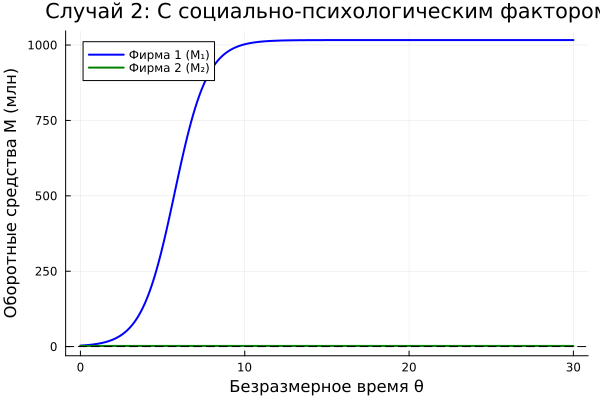 Случай 2: С социально-психологическим фактором
Фирма 1 (M₁)
Фирма 2 (M₂)
Оборотные средства M (млн)
1000
750
500
250
0
0
10
20
30
Безразмерное время θ